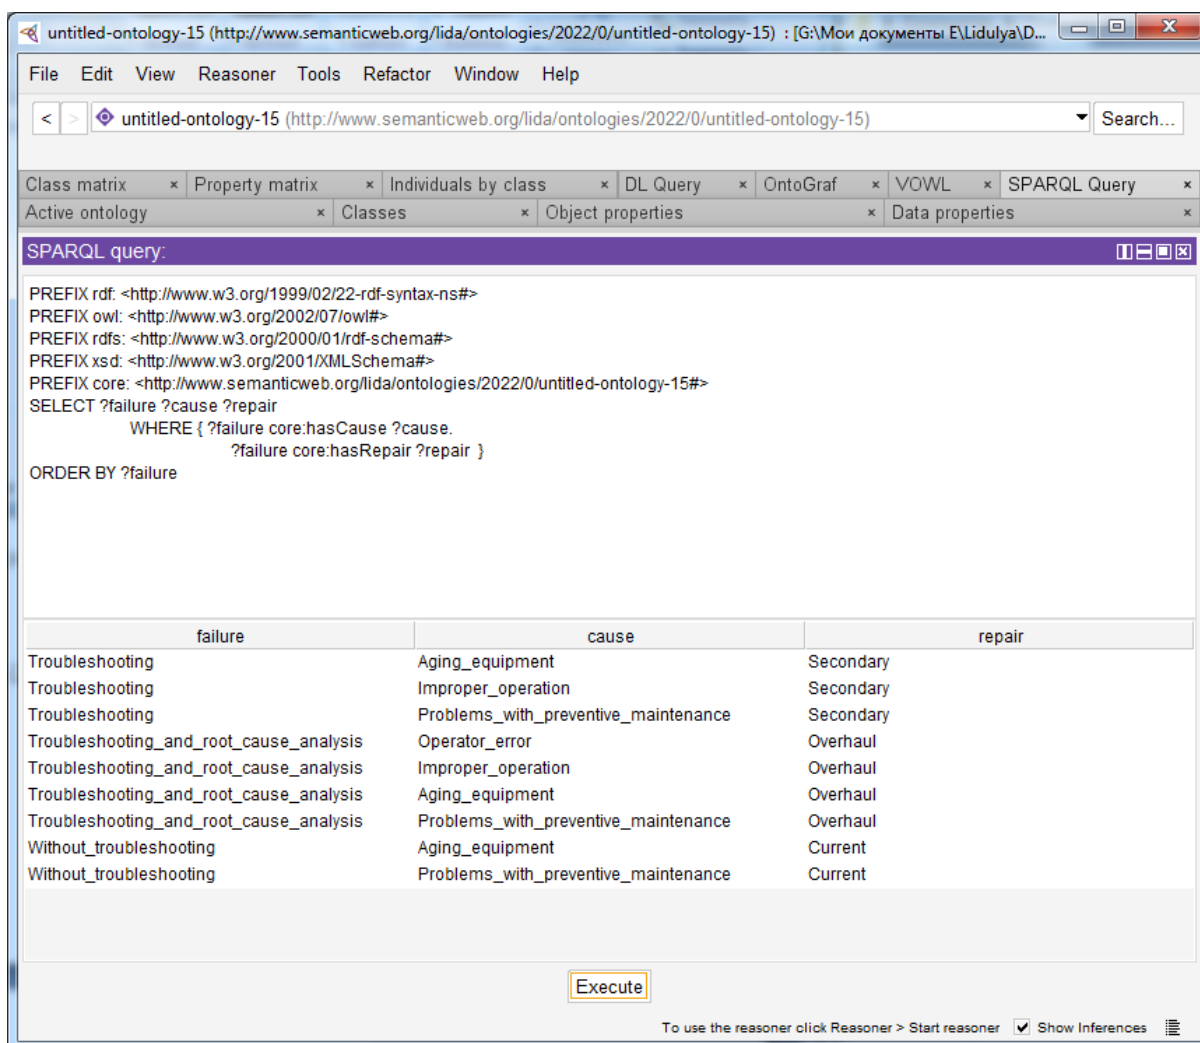 untitled-ontology-15 (http://www.semanticweb.org/lida/ontologies/2022/0/untitled-ontology-15) : [G:\Мои документы E\Lidulya\D...
File Edit View Reasoner Tools Refactor Window Help
< > untitled-ontology-15 (http://www.semanticweb.org/lida/ontologies/2022/0/untitled-ontology-15) Search...
Class matrix × Property matrix × Individuals by class × DL Query × OntoGraf × VOWL × SPARQL Query ×
Active ontology × Classes × Object properties × Data properties ×
SPARQL query:
PREFIX rdf: <http://www.w3.org/1999/02/22-rdf-syntax-ns#>
PREFIX owl: <http://www.w3.org/2002/07/owl#>
PREFIX rdfs: <http://www.w3.org/2000/01/rdf-schema#>
PREFIX xsd: <http://www.w3.org/2001/XMLSchema#>
PREFIX core: <http://www.semanticweb.org/lida/ontologies/2022/0/untitled-ontology-15#>
SELECT ?failure ?cause ?repair
WHERE { ?failure core:hasCause ?cause.
?failure core:hasRepair ?repair }
ORDER BY ?failure
failure cause repair
Troubleshooting Aging_equipment Secondary
Troubleshooting Improper_operation Secondary
Troubleshooting Problems_with_preventive_maintenance Secondary
Troubleshooting_and_root_cause_analysis Operator_error Overhaul
Troubleshooting_and_root_cause_analysis Improper_operation Overhaul
Troubleshooting_and_root_cause_analysis Aging_equipment Overhaul
Troubleshooting_and_root_cause_analysis Problems_with_preventive_maintenance Overhaul
Without_troubleshooting Aging_equipment Current
Without_troubleshooting Problems_with_preventive_maintenance Current
Execute
To use the reasoner click Reasoner > Start reasoner Show Inferences